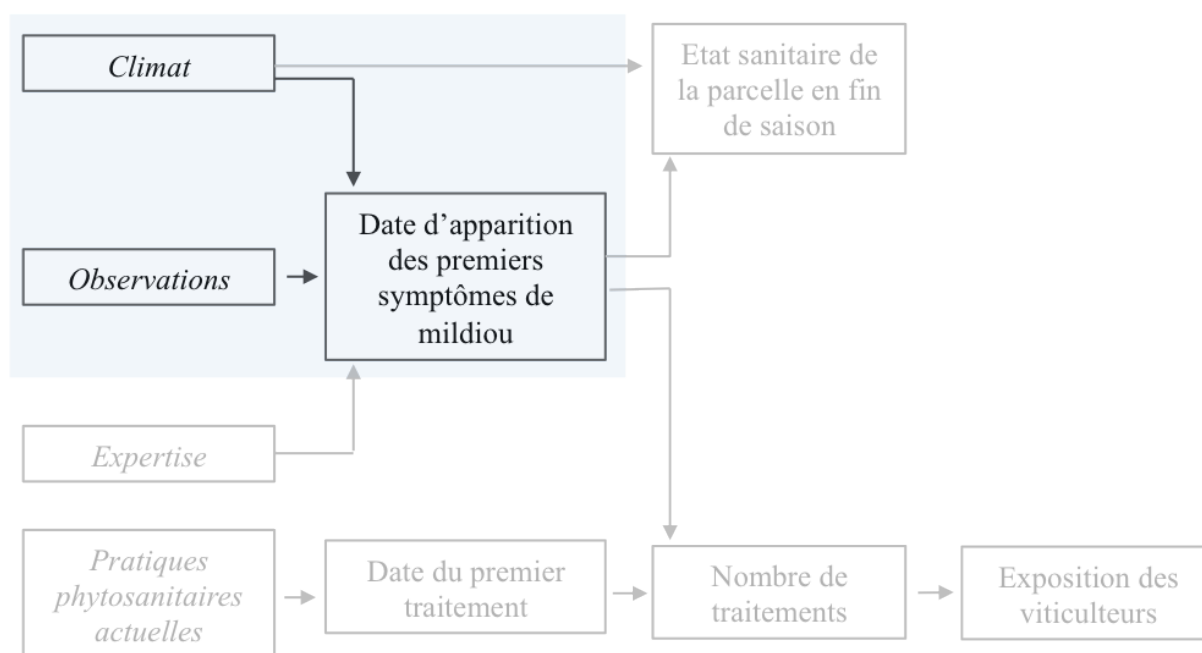 Climat
Etat sanitaire de
la parcelle en fin
de saison
Date d’apparition
des premiers
symptômes de
mildiou
Observations
Expertise
Pratiques
phytosanitaires
actuelles
Date du premier
traitement
Nombre de
traitements
Exposition des
viticulteurs